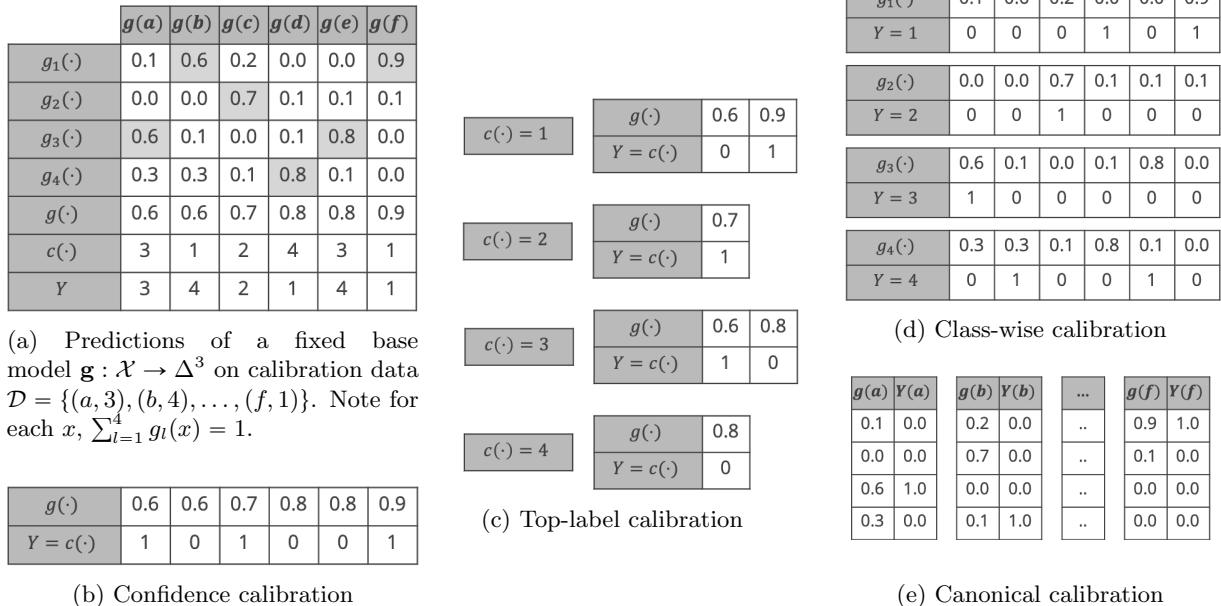 g(a) g(b) g(c) g(d) g(e) g(f)
g₁(·) 0.1 0.6 0.2 0.0 0.0 0.9
g₂(·) 0.0 0.0 0.7 0.1 0.1 0.1
g₃(·) 0.6 0.1 0.0 0.1 0.8 0.0
g₄(·) 0.3 0.3 0.1 0.8 0.1 0.0
g(·) 0.6 0.6 0.7 0.8 0.8 0.9
c(·) 3 1 2 4 3 1
Y 3 4 2 1 4 1
(a) Predictions of a fixed base
model g : 𝒳 → Δ³ on calibration data
𝒟 = {(a, 3), (b, 4), . . . , (f, 1)}. Note for
each x, ∑⁴ₗ₌₁ gₗ(x) = 1.
g(·) 0.6 0.6 0.7 0.8 0.8 0.9
Y = c(·) 1 0 1 0 0 1
(b) Confidence calibration
c(·) = 1
g(·) 0.6 0.9
Y = c(·) 0 1
c(·) = 2
g(·) 0.7
Y = c(·) 1
c(·) = 3
g(·) 0.6 0.8
Y = c(·) 1 0
c(·) = 4
g(·) 0.8
Y = c(·) 0
(c) Top-label calibration
Y = 1 0 0 0 1 0 1
g₂(·) 0.0 0.0 0.7 0.1 0.1 0.1
Y = 2 0 0 1 0 0 0
g₃(·) 0.6 0.1 0.0 0.1 0.8 0.0
Y = 3 1 0 0 0 0 0
g₄(·) 0.3 0.3 0.1 0.8 0.1 0.0
Y = 4 0 1 0 0 1 0
(d) Class-wise calibration
g(a) Y(a) g(b) Y(b) ... g(f) Y(f)
0.1 0.0 0.2 0.0 .. 0.9 1.0
0.0 0.0 0.7 0.0 .. 0.1 0.0
0.6 1.0 0.0 0.0 .. 0.0 0.0
0.3 0.0 0.1 1.0 .. 0.0 0.0
(e) Canonical calibration